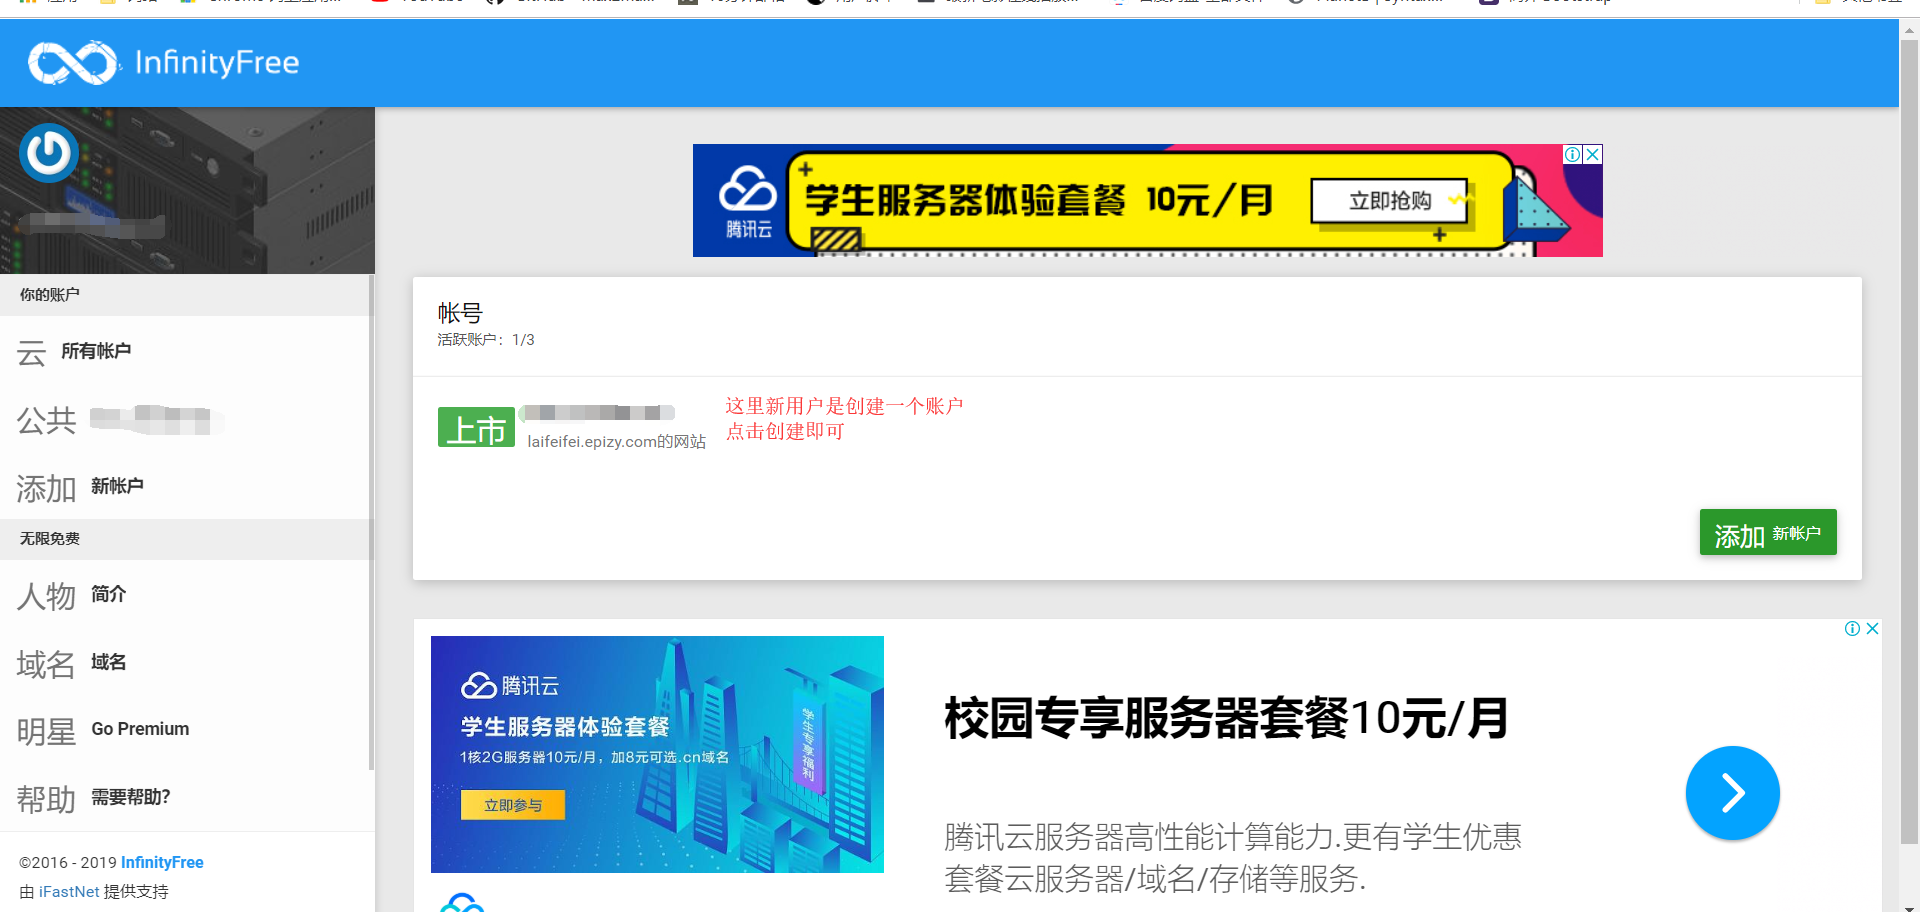 InfinityFree
腾讯云
学生服务器体验套餐 10元/月
立即抢购
你的账户
云 所有帐户
公共
添加 新帐户
无限免费
人物 简介
域名 域名
明星 Go Premium
帮助 需要帮助？
©2016 - 2019 InfinityFree
由 iFastNet 提供支持
帐号
活跃账户：1/3
上市
laifeifei.epizy.com的网站
这里新用户是创建一个账户
点击创建即可
添加 新帐户
腾讯云
学生服务器体验套餐
1核2G服务器10元/月，加8元可选.cn域名
立即参与
学生专享福利
校园专享服务器套餐10元/月
腾讯云服务器高性能计算能力.更有学生优惠
套餐云服务器/域名/存储等服务.